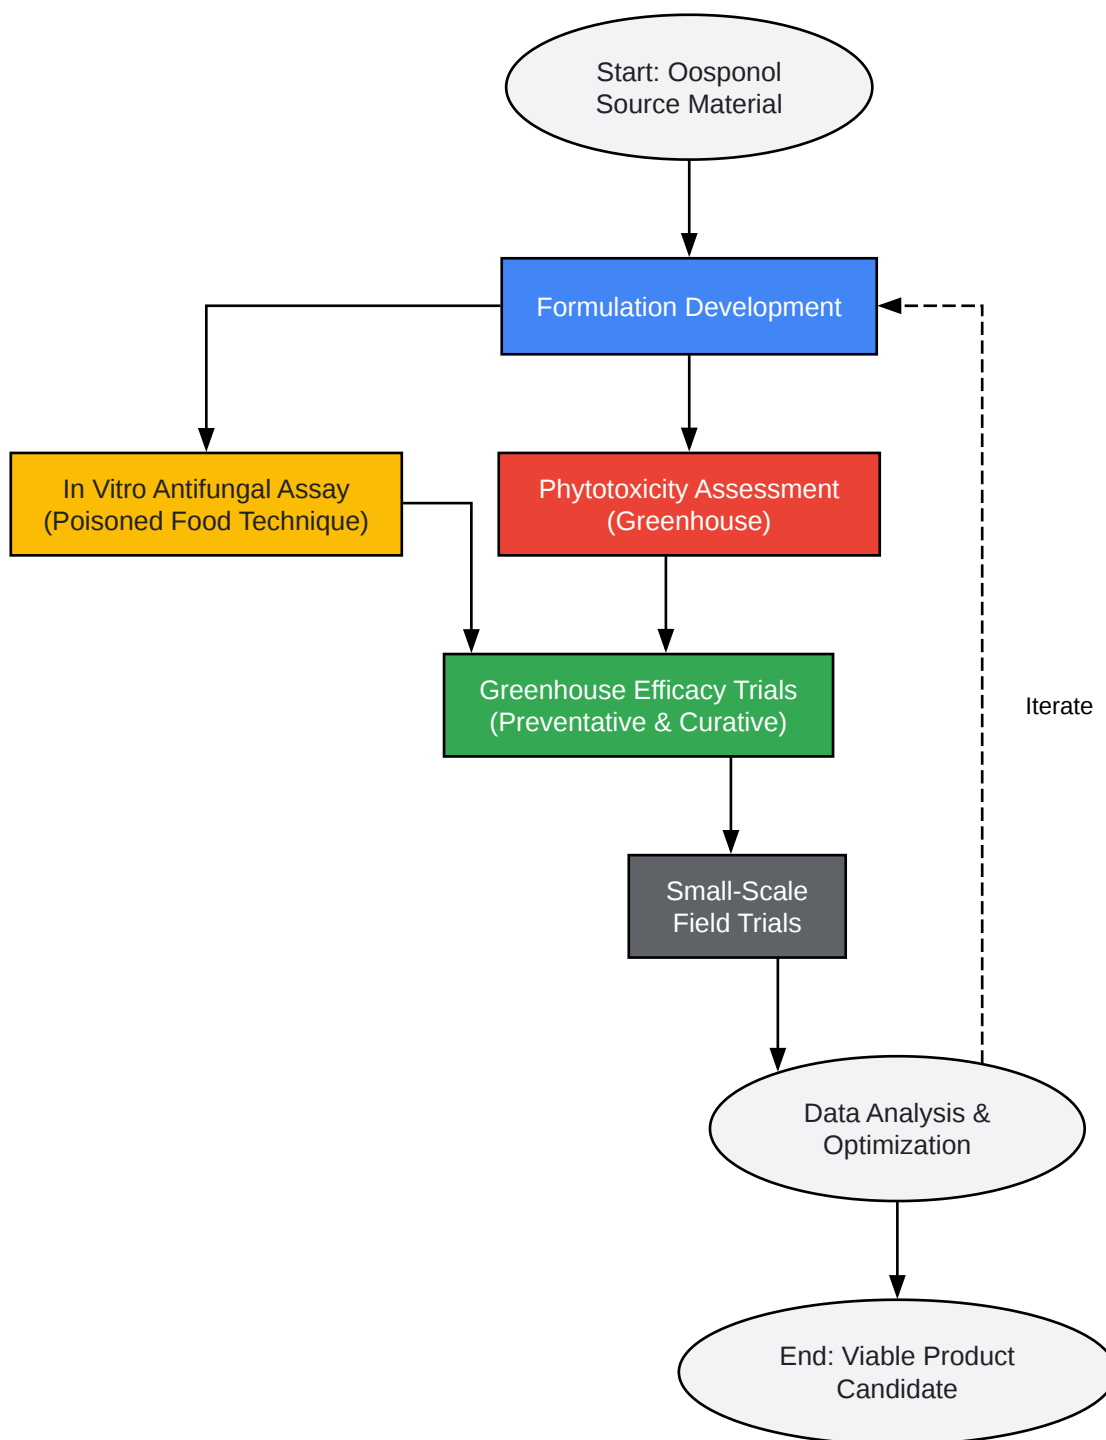 Start: Oosponol
Source Material
Formulation Development
In Vitro Antifungal Assay
(Poisoned Food Technique)
Phytotoxicity Assessment
(Greenhouse)
Greenhouse Efficacy Trials
(Preventative & Curative)
Iterate
Small-Scale
Field Trials
Data Analysis &
Optimization
End: Viable Product
Candidate